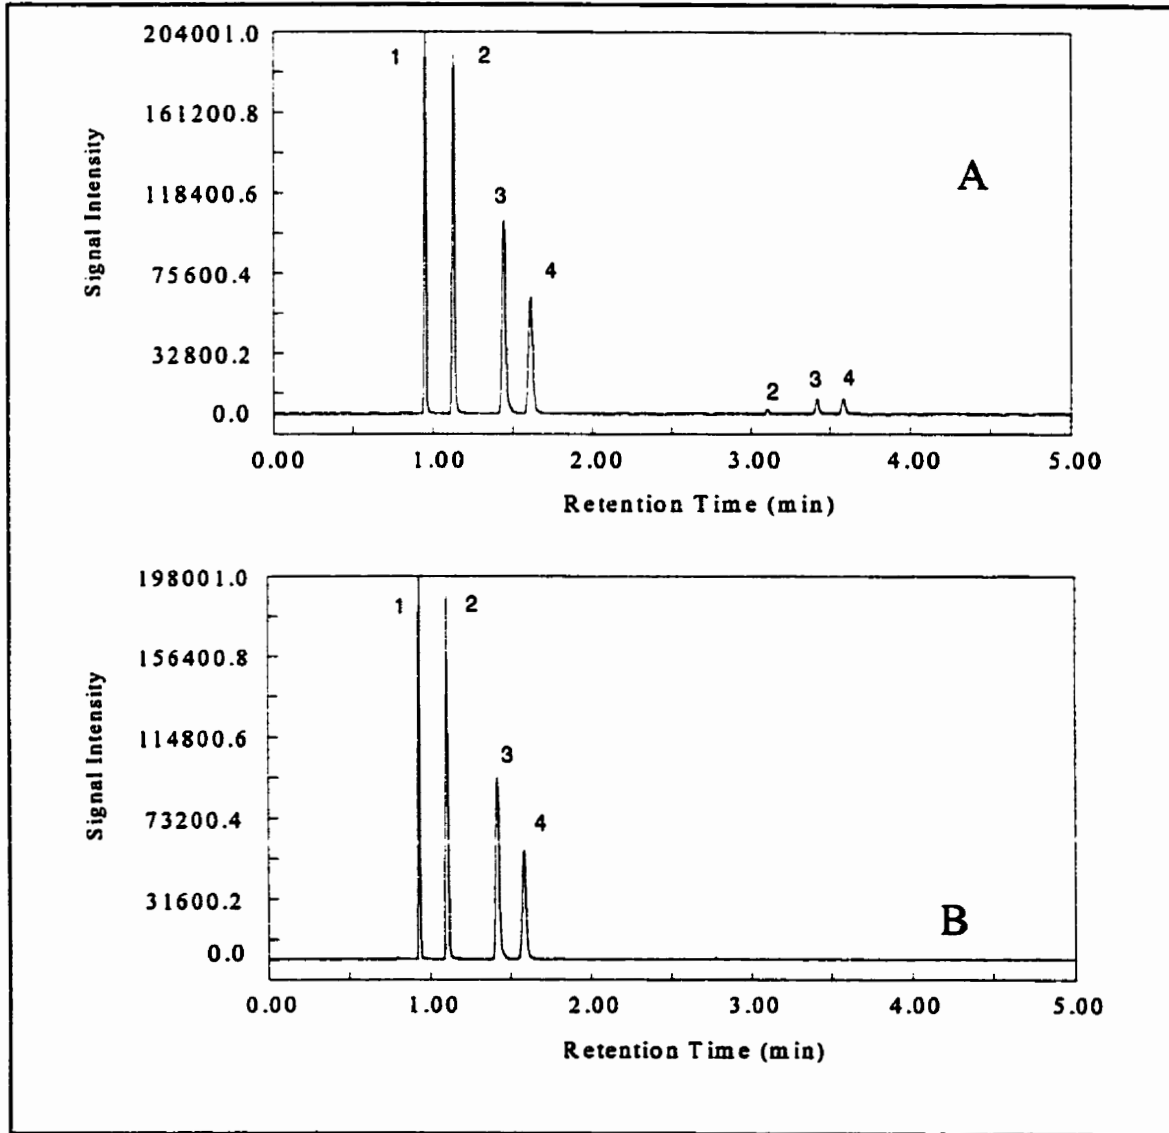 204001.0
1
2
161200.8
Signal Intensity
A
118400.6
3
75600.4
4
32800.2
2
3
4
0.0
0.00 1.00 2.00 3.00 4.00 5.00
Retention Time (min)
198001.0
1
2
156400.8
Signal Intensity
114800.6
3
73200.4
4
31600.2
B
0.0
0.00 1.00 2.00 3.00 4.00 5.00
Retention Time (min)